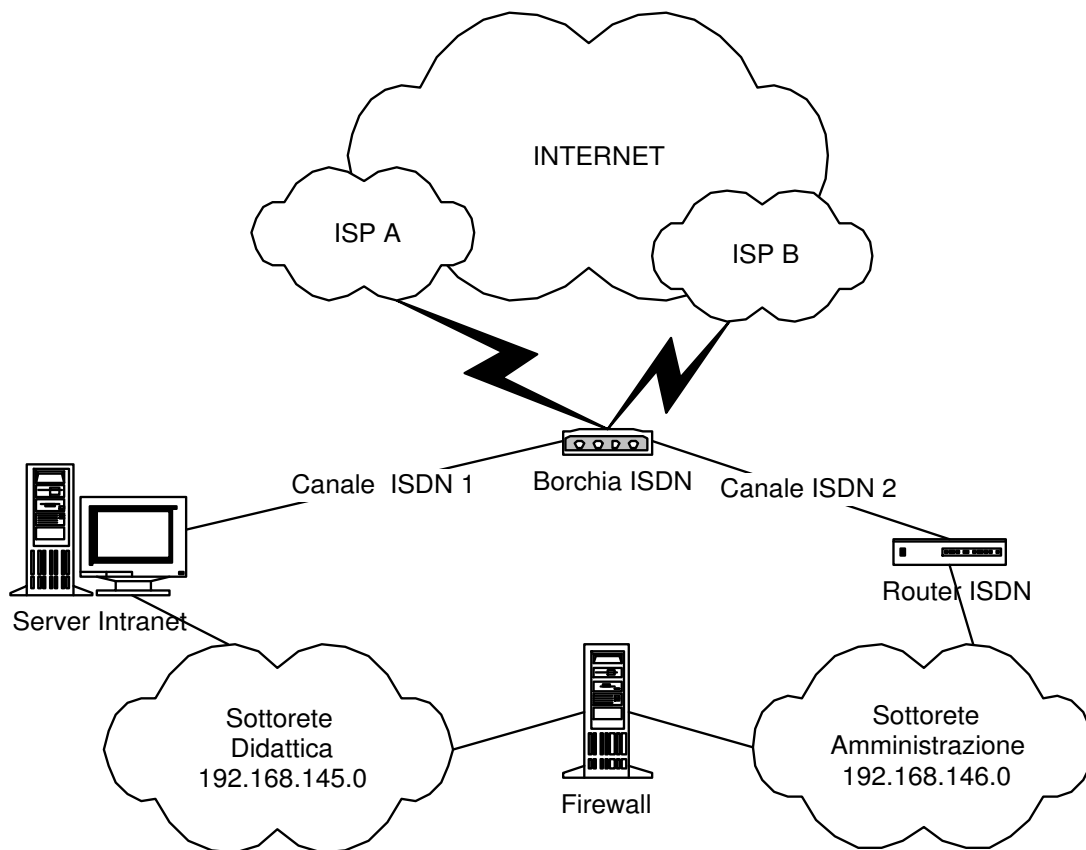 INTERNET
ISP A
ISP B
Canale ISDN 1
Borchia ISDN
Canale ISDN 2
Server Intranet
Router ISDN
Sottorete
Didattica
192.168.145.0
Firewall
Sottorete
Amministrazione
192.168.146.0